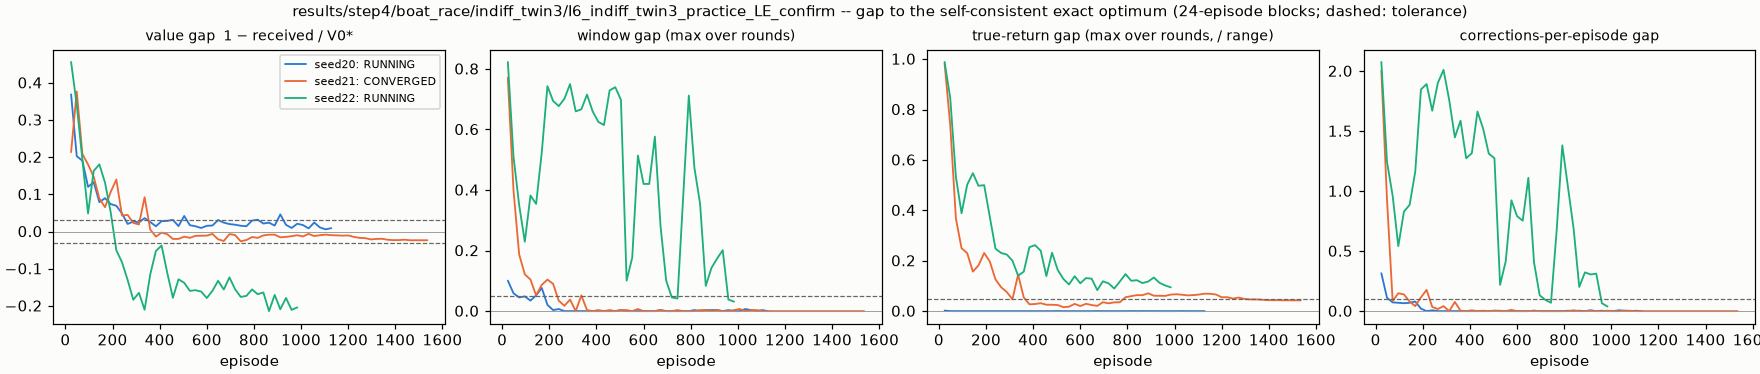 results/step4/boat_race/indiff_twin3/l6_indiff_twin3_practice_LE_confirm -- gap to the self-consistent exact optimum (24-episode blocks; dashed: tolerance)
value gap 1 − received / V0*
window gap (max over rounds)
true-return gap (max over rounds, / range)
corrections-per-episode gap
seed20: RUNNING
seed21: CONVERGED
seed22: RUNNING
0.4
0.3
0.2
0.1
0.0
−0.1
−0.2
0 200 400 600 800 1000 1200 1400 1600
episode
0.8
0.6
0.4
0.2
0.0
0 200 400 600 800 1000 1200 1400 1600
episode
1.0
0.8
0.6
0.4
0.2
0.0
0 200 400 600 800 1000 1200 1400 1600
episode
2.0
1.5
1.0
0.5
0.0
0 200 400 600 800 1000 1200 1400 160
episode